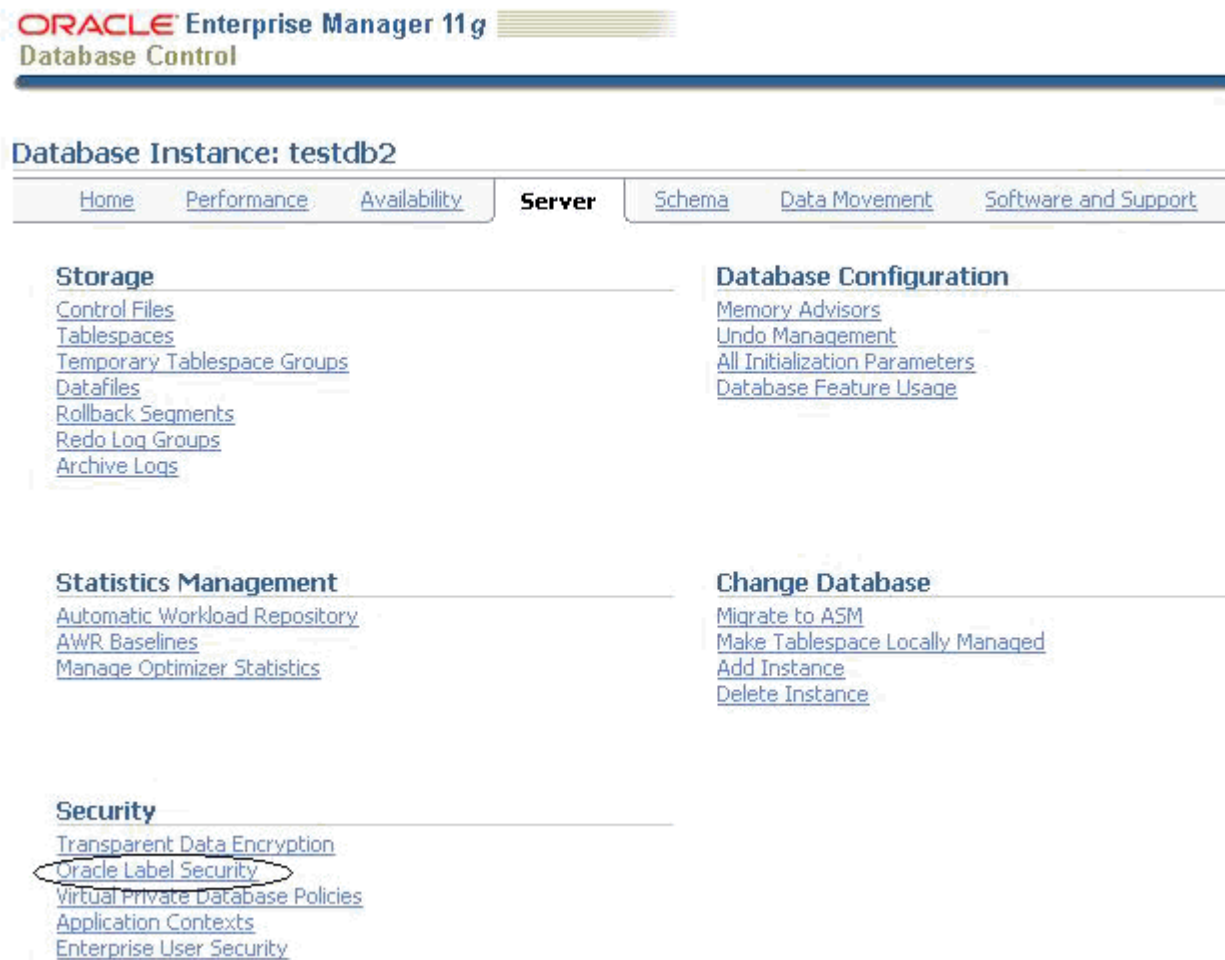 ORACLE Enterprise Manager 11g
Database Control
Database Instance: testdb2
Home Performance Availability Server Schema Data Movement Software and Support
Storage
Control Files
Tablespaces
Temporary Tablespace Groups
Datafiles
Rollback Segments
Redo Log Groups
Archive Logs
Database Configuration
Memory Advisors
Undo Management
All Initialization Parameters
Database Feature Usage
Statistics Management
Automatic Workload Repository
AWR Baselines
Manage Optimizer Statistics
Change Database
Migrate to ASM
Make Tablespace Locally Managed
Add Instance
Delete Instance
Security
Transparent Data Encryption
Oracle Label Security
Virtual Private Database Policies
Application Contexts
Enterprise User Security